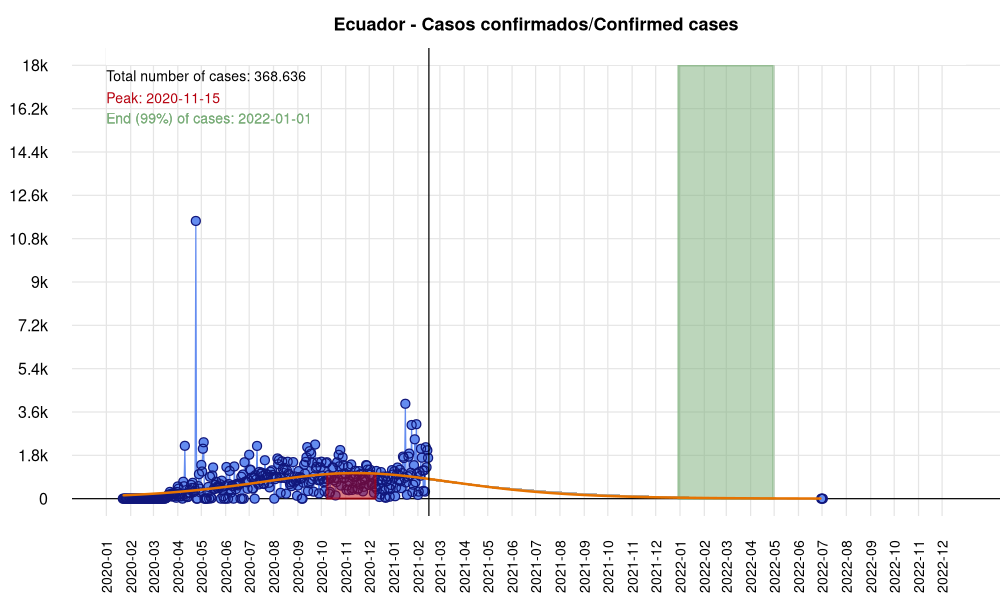 Ecuador - Casos confirmados/Confirmed cases
Total number of cases: 368.636
Peak: 2020-11-15
End (99%) of cases: 2022-01-01
18k
16.2k
14.4k
12.6k
10.8k
9k
7.2k
5.4k
3.6k
1.8k
0
2020-01
2020-02
2020-03
2020-04
2020-05
2020-06
2020-07
2020-08
2020-09
2020-10
2020-11
2020-12
2021-01
2021-02
2021-03
2021-04
2021-05
2021-06
2021-07
2021-08
2021-09
2021-10
2021-11
2021-12
2022-01
2022-02
2022-03
2022-04
2022-05
2022-06
2022-07
2022-08
2022-09
2022-10
2022-11
2022-12